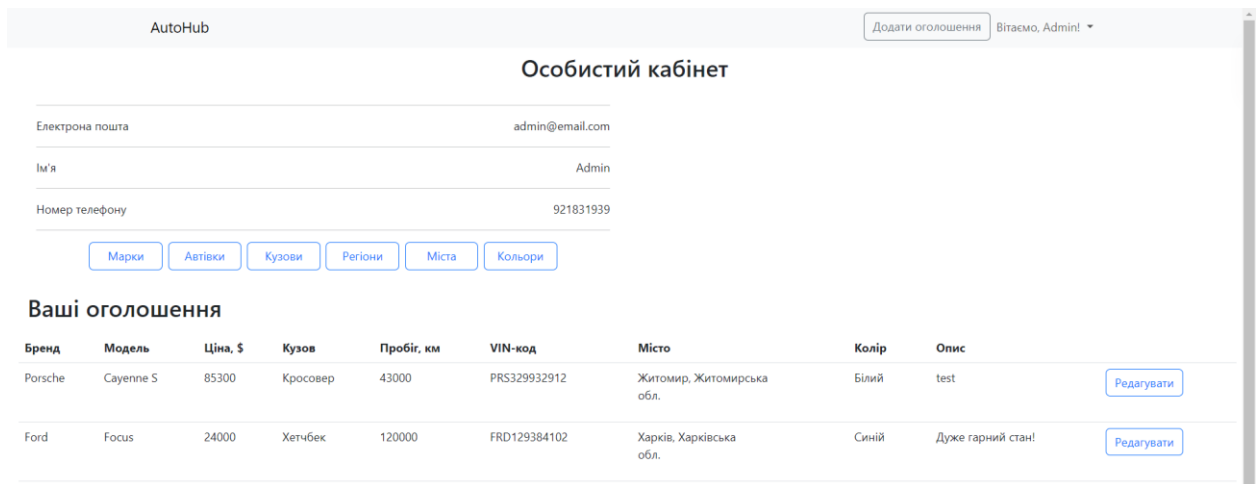 AutoHub Додати оголошення Вітаємо, Admin!
Особистий кабінет
Електрона пошта admin@email.com
Ім'я Admin
Номер телефону 921831939
Марки Автівки Кузови Регіони Міста Кольори
Ваші оголошення
Бренд Модель Ціна, $ Кузов Пробіг, км VIN-код Місто Колір Опис
Porsche Cayenne S 85300 Кросовер 43000 PRS329932912 Житомир, Житомирська Білий test Редагувати
обл.
Ford Focus 24000 Хетчбек 120000 FRD129384102 Харків, Харківська Синій Дуже гарний стан! Редагувати
обл.